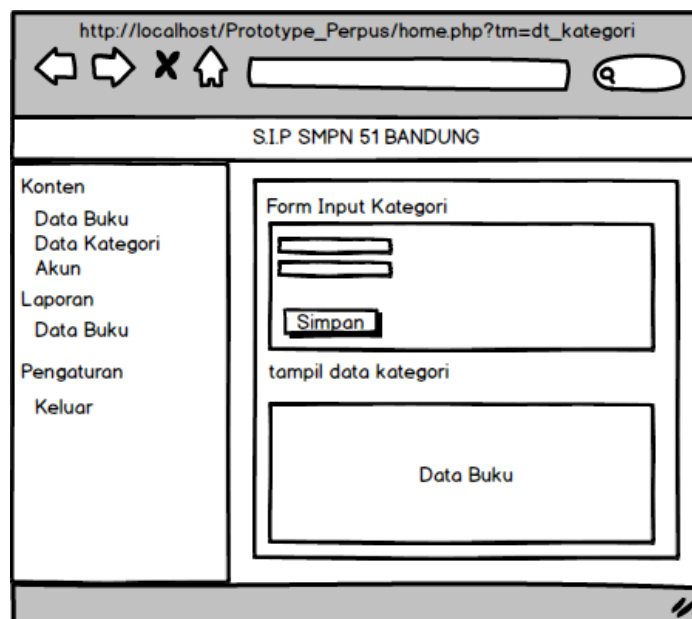 http://localhost/Prototype_Perpus/home.php?tm=dt_kategori
S.I.P SMPN 51 BANDUNG
Konten
Data Buku
Data Kategori
Akun
Laporan
Data Buku
Pengaturan
Keluar
Form Input Kategori
Simpan
tampil data kategori
Data Buku